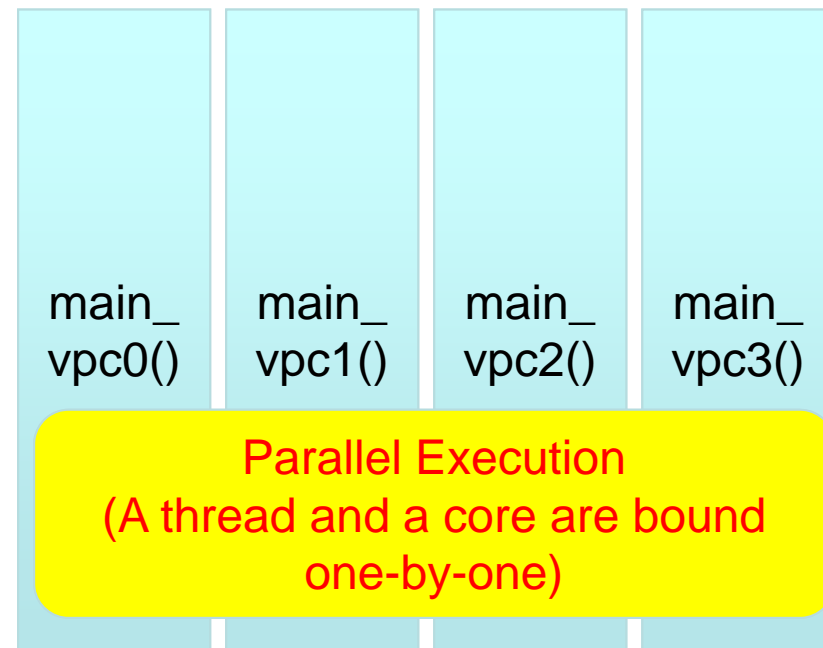 main_
vpc0()
main_
vpc1()
main_
vpc2()
main_
vpc3()
Parallel Execution
(A thread and a core are bound
one-by-one)